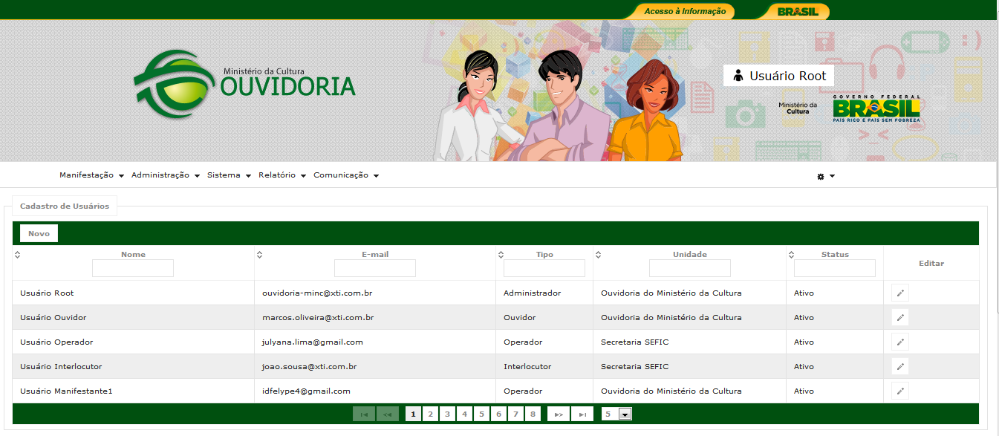 Acesso à Informação
BRASIL
Ministério da Cultura
OUVIDORIA
Usuário Root
Ministério da
Cultura
GOVERNO FEDERAL
BRASIL
PAÍS RICO É PAÍS SEM POBREZA
Manifestação Administração Sistema Relatório Comunicação
Cadastro de Usuários
Novo
Nome E-mail Tipo Unidade Status Editar
Usuário Root ouvidoria-minc@xti.com.br Administrador Ouvidoria do Ministério da Cultura Ativo
Usuário Ouvidor marcos.oliveira@xti.com.br Ouvidor Ouvidoria do Ministério da Cultura Ativo
Usuário Operador julyana.lima@gmail.com Operador Secretaria SEFIC Ativo
Usuário Interlocutor joao.sousa@xti.com.br Interlocutor Secretaria SEFIC Ativo
Usuário Manifestante1 idfelype4@gmail.com Operador Ouvidoria do Ministério da Cultura Ativo
1 2 3 4 5 6 7 8 5